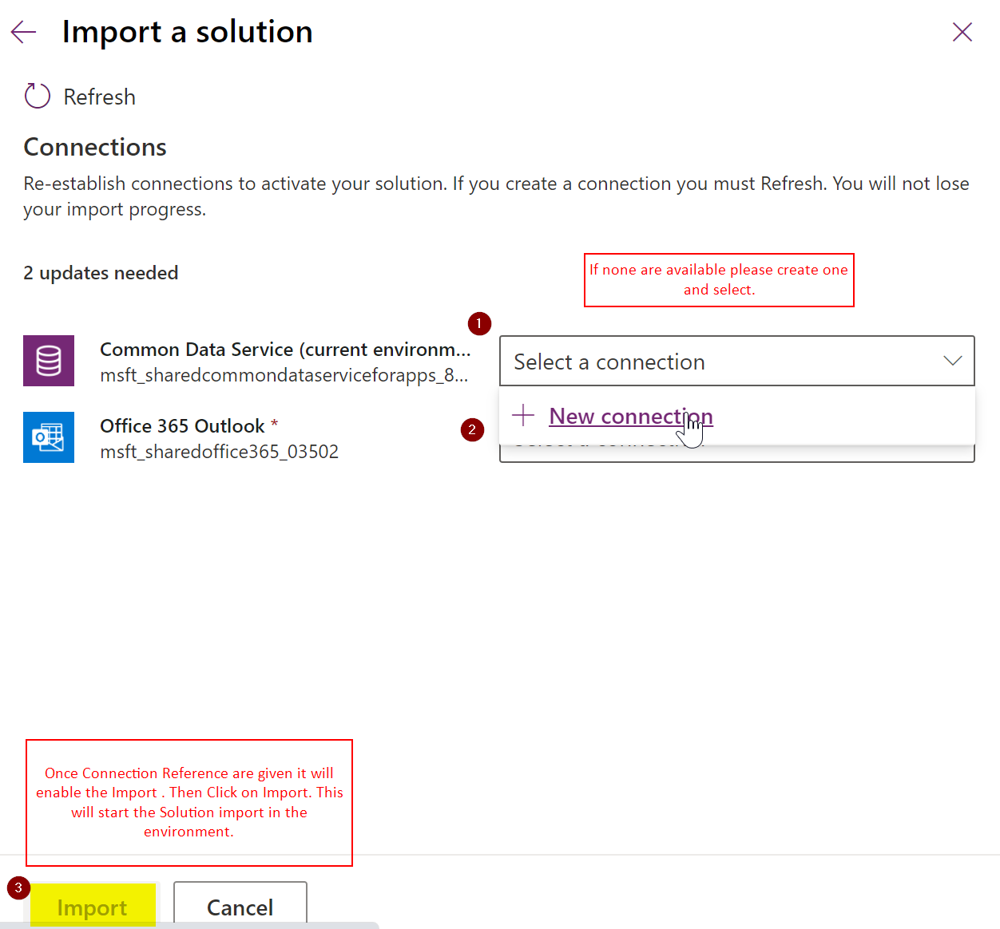 Import a solution
Refresh
Connections
Re-establish connections to activate your solution. If you create a connection you must Refresh. You will not lose
your import progress.
2 updates needed
If none are available please create one
and select.
1
Common Data Service (current environm...
msft_sharedcommondataserviceforapps_8...
Select a connection
New connection
2
Office 365 Outlook *
msft_sharedoffice365_03502
Select a connection
Once Connection Reference are given it will
enable the Import . Then Click on Import. This
will start the Solution import in the
environment.
3
Import
Cancel